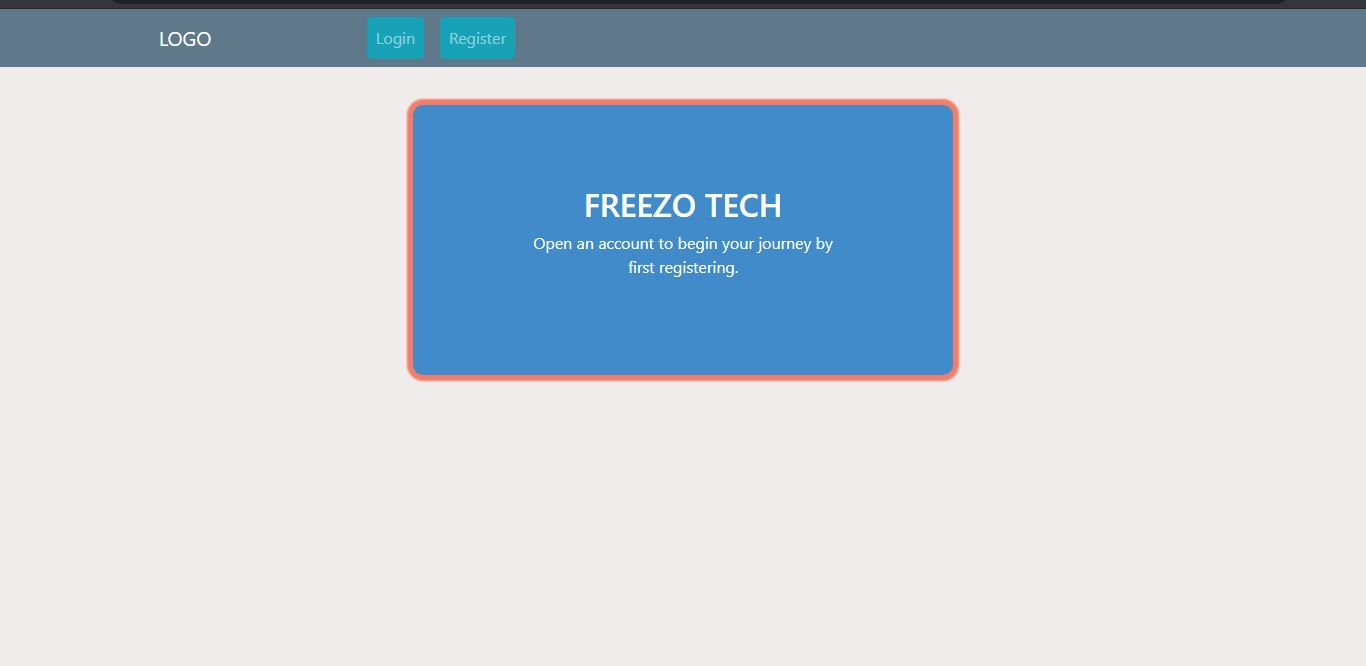 LOGO
Login
Register
FREEZO TECH
Open an account to begin your journey by
first registering.